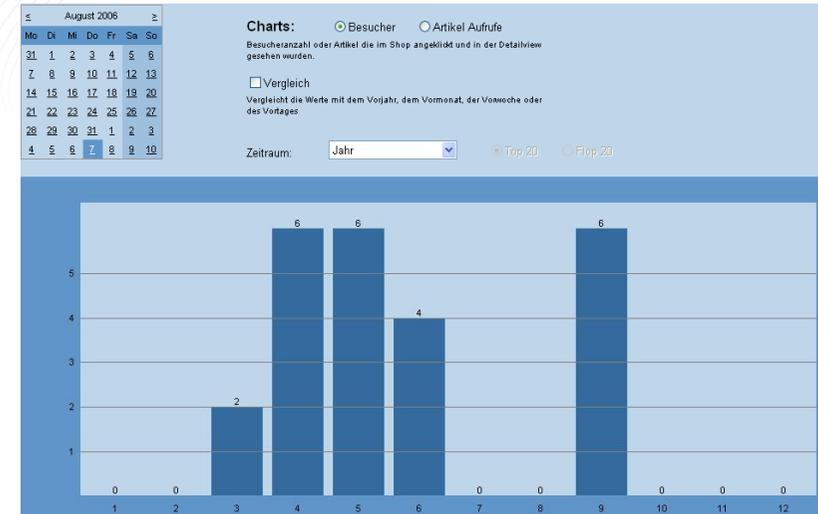 < August 2006 >
Mo Di Mi Do Fr Sa So
31 1 2 3 4 5 6
7 8 9 10 11 12 13
14 15 16 17 18 19 20
21 22 23 24 25 26 27
28 29 30 31 1 2 3
4 5 6 7 8 9 10
Charts: Besucher Artikel Aufrufe
Besucheranzahl oder Artikel die im Shop angeklickt und in der Detailview
gesehen wurden.
Vergleich
Vergleicht die Werte mit dem Vorjahr, dem Vormonat, der Vorwoche oder
des Vortages
Zeitraum: Jahr Top 20 Flop 20
6 6 6
5
4 4
3
2 2
1
0 0 0 0 0 0 0
1 2 3 4 5 6 7 8 9 10 11 12